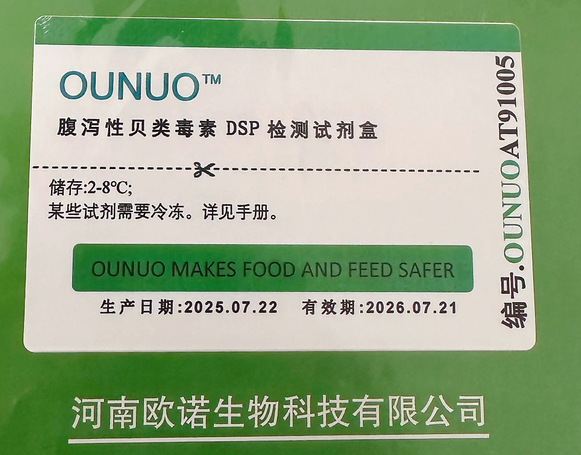 OUNUO™
腹泻性贝类毒素 DSP 检测试剂盒
储存:2-8℃;
某些试剂需要冷冻。详见手册。
OUNUO MAKES FOOD AND FEED SAFER
生产日期:2025.07.22 有效期:2026.07.21
编号.OUNUOAT91005
河南欧诺生物科技有限公司